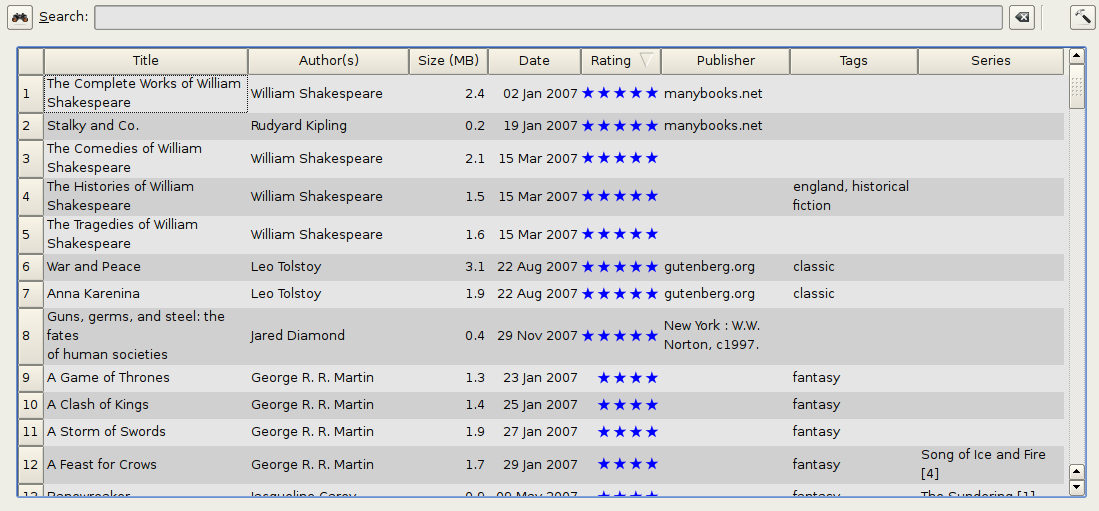 Search:
Title Author(s) Size (MB) Date Rating Publisher Tags Series
1 The Complete Works of William Shakespeare William Shakespeare 2.4 02 Jan 2007 ★★★★★ manybooks.net
2 Stalky and Co. Rudyard Kipling 0.2 19 Jan 2007 ★★★★★ manybooks.net
3 The Comedies of William Shakespeare William Shakespeare 2.1 15 Mar 2007 ★★★★★
4 The Histories of William Shakespeare William Shakespeare 1.5 15 Mar 2007 ★★★★★ england, historical fiction
5 The Tragedies of William Shakespeare William Shakespeare 1.6 15 Mar 2007 ★★★★★
6 War and Peace Leo Tolstoy 3.1 22 Aug 2007 ★★★★★ gutenberg.org classic
7 Anna Karenina Leo Tolstoy 1.9 22 Aug 2007 ★★★★★ gutenberg.org classic
8 Guns, germs, and steel: the fates of human societies Jared Diamond 0.4 29 Nov 2007 ★★★★★ New York : W.W. Norton, c1997.
9 A Game of Thrones George R. R. Martin 1.3 23 Jan 2007 ★★★★ fantasy
10 A Clash of Kings George R. R. Martin 1.4 25 Jan 2007 ★★★★ fantasy
11 A Storm of Swords George R. R. Martin 1.9 27 Jan 2007 ★★★★ fantasy
12 A Feast for Crows George R. R. Martin 1.7 29 Jan 2007 ★★★★ fantasy Song of Ice and Fire [4]